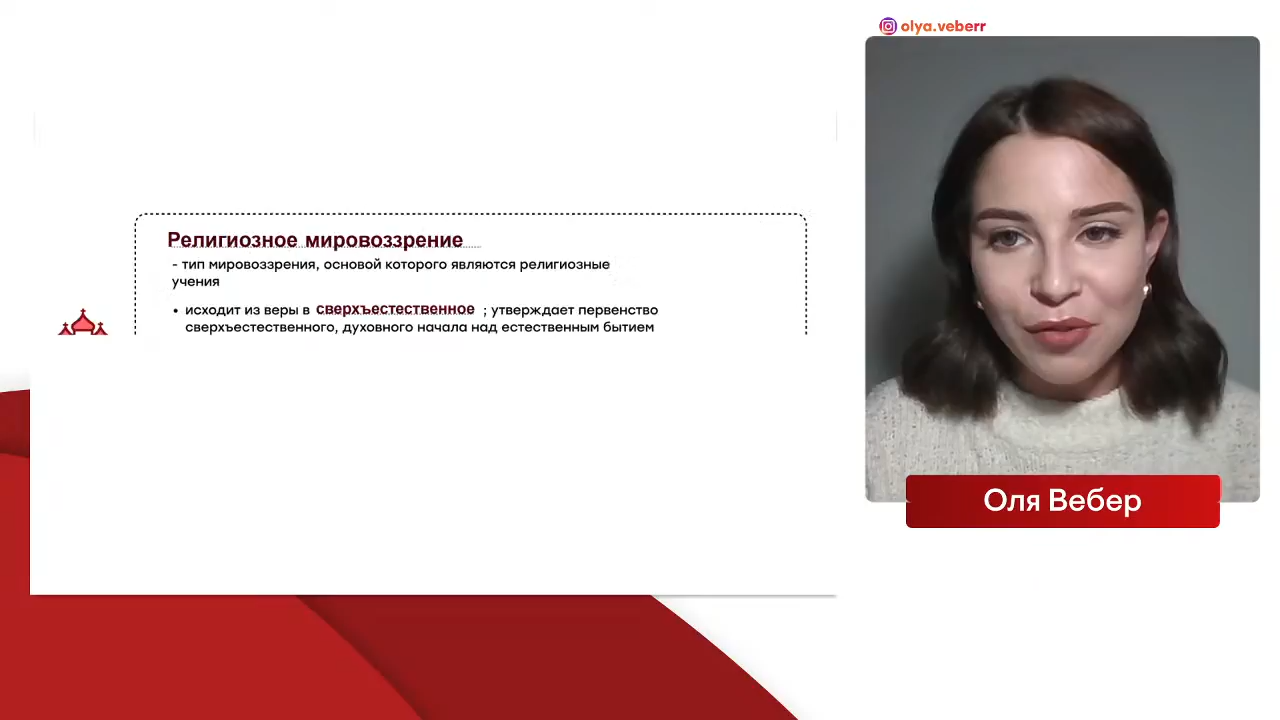 olya.veberr
Религиозное мировоззрение
- тип мировоззрения, основой которого являются религиозные
учения
• исходит из веры в сверхъестественное ; утверждает первенство
сверхъестественного, духовного начала над естественным бытием
Оля Вебер